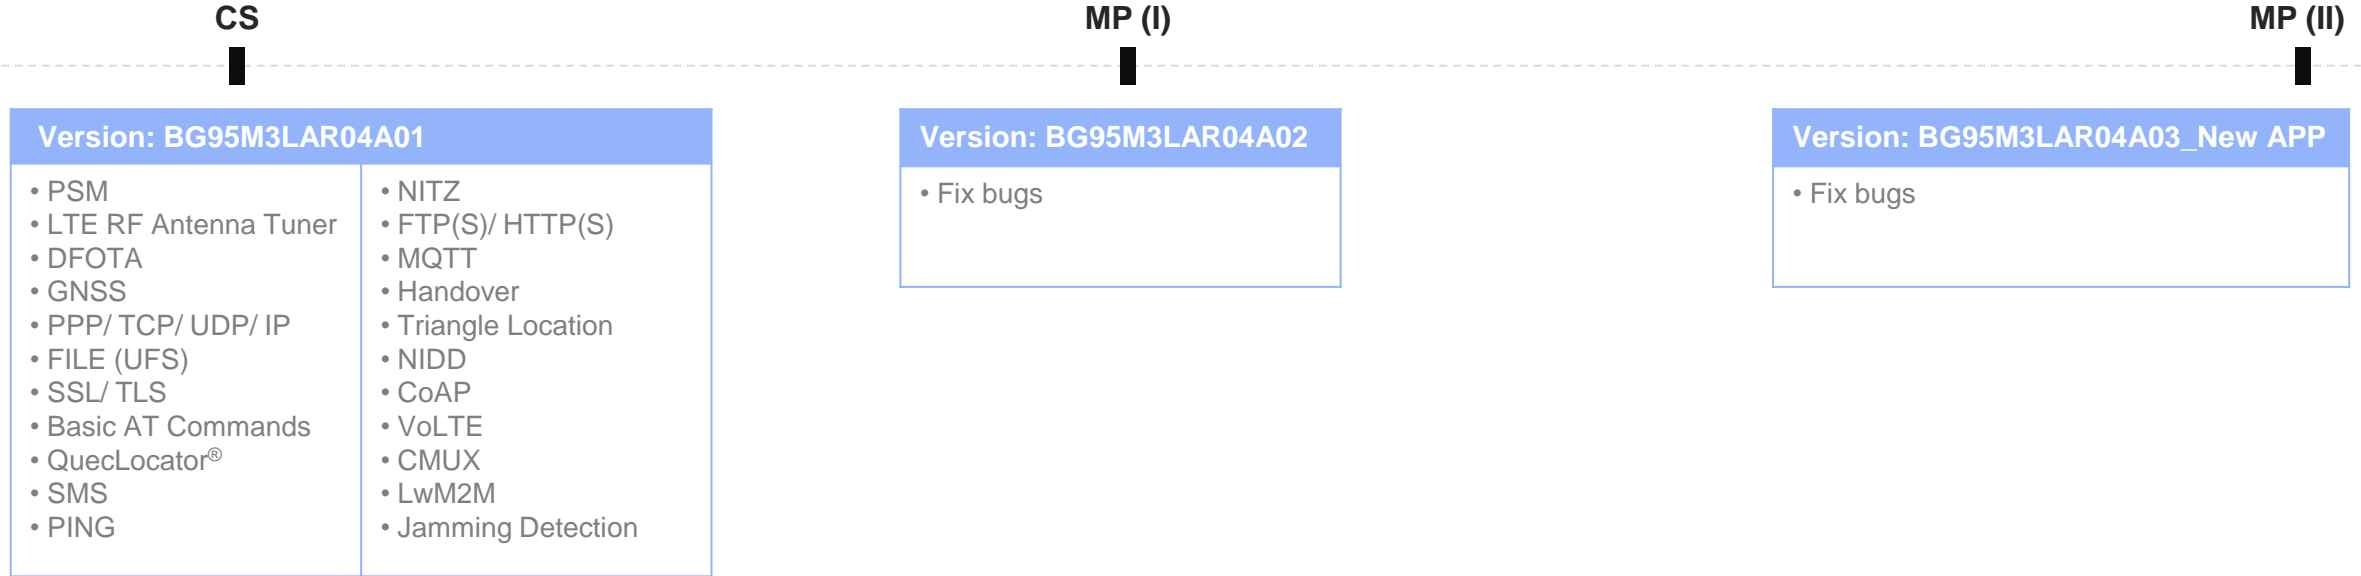 CS
MP (I)
MP (II)
Version: BG95M3LAR04A01
• PSM
• LTE RF Antenna Tuner
• DFOTA
• GNSS
• PPP/ TCP/ UDP/ IP
• FILE (UFS)
• SSL/ TLS
• Basic AT Commands
• QuecLocator®
• SMS
• PING
• NITZ
• FTP(S)/ HTTP(S)
• MQTT
• Handover
• Triangle Location
• NIDD
• CoAP
• VoLTE
• CMUX
• LwM2M
• Jamming Detection
Version: BG95M3LAR04A02
• Fix bugs
Version: BG95M3LAR04A03_New APP
• Fix bugs